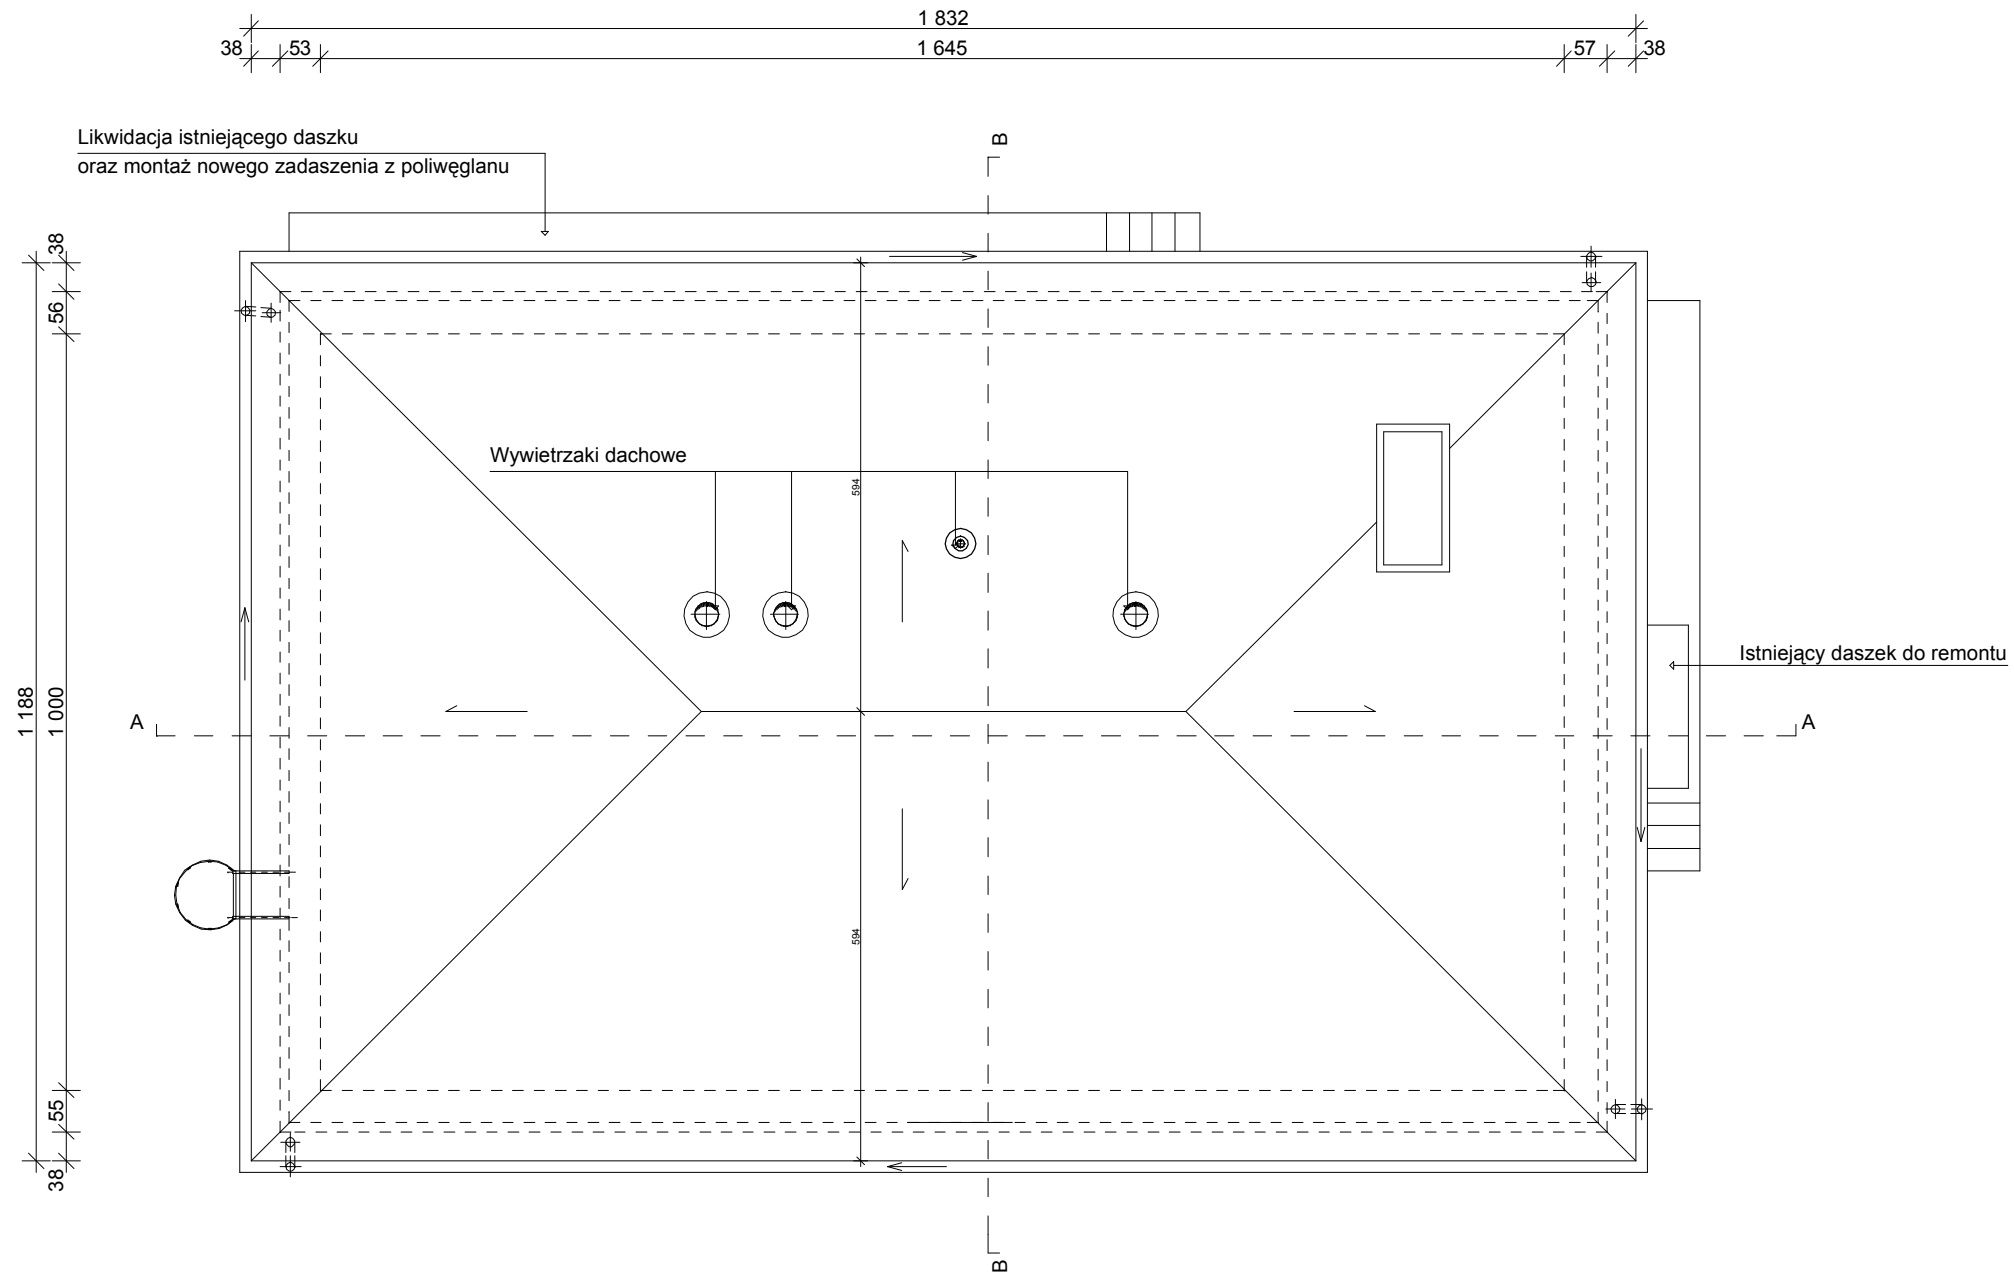 1 832
38 53 1 645 57 38
Likwidacja istniejącego daszku
oraz montaż nowego zadaszenia z poliwęglanu
B
38
56
Wywietrzaki dachowe
594
Istniejący daszek do remontu
1 188
1 000
A A
594
55
38
B